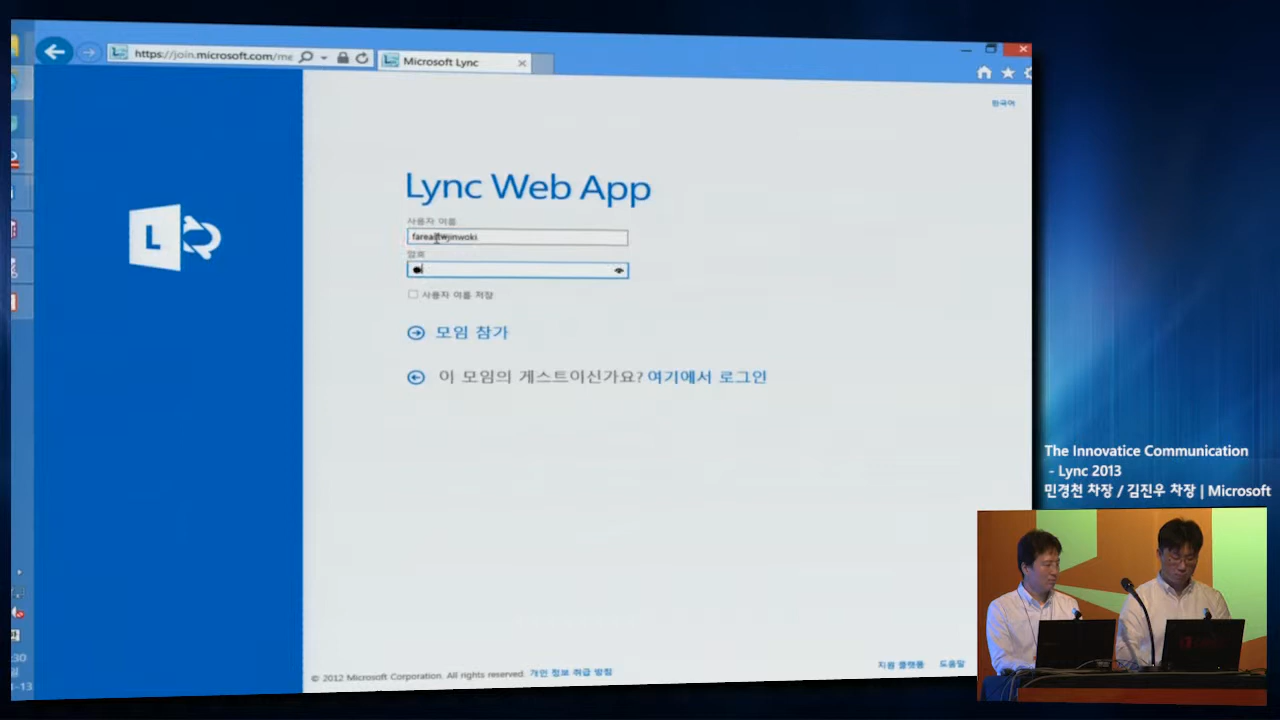 https://join.microsoft.com/me
Microsoft Lync
한국어
L
Lync Web App
사용자 이름:
암호:
사용자 이름 저장
모임 참가
이 모임의 게스트이신가요? 여기에서 로그인
© 2012 Microsoft Corporation. All rights reserved. 개인 정보 취급 방침
지원 플랫폼 도움말
The Innovatice Communication
- Lync 2013
민경천 차장 / 김진우 차장 | Microsoft